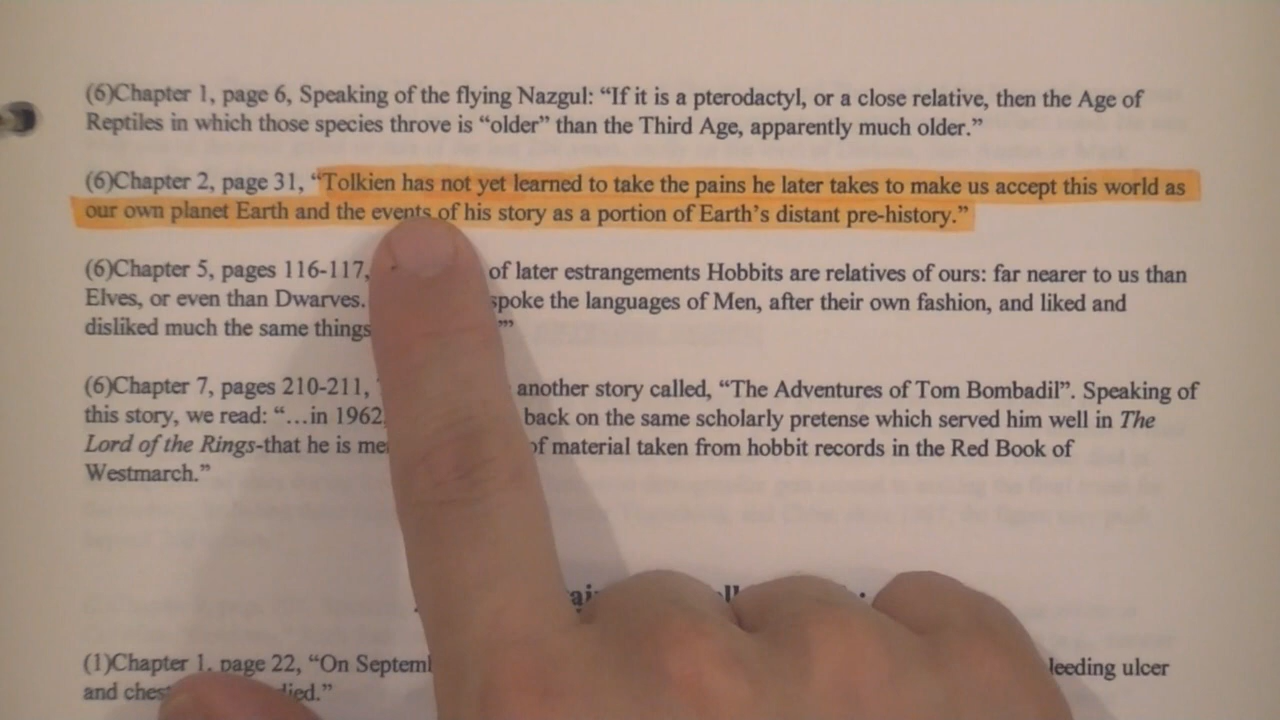 (6)Chapter 1, page 6, Speaking of the flying Nazgul: “If it is a pterodactyl, or a close relative, then the Age of
Reptiles in which those species throve is “older” than the Third Age, apparently much older.”
(6)Chapter 2, page 31, “Tolkien has not yet learned to take the pains he later takes to make us accept this world as
our own planet Earth and the events of his story as a portion of Earth’s distant pre-history.”
(6)Chapter 5, pages 116-117, of later estrangements Hobbits are relatives of ours: far nearer to us than
Elves, or even than Dwarves. spoke the languages of Men, after their own fashion, and liked and
disliked much the same things ’”
(6)Chapter 7, pages 210-211, another story called, “The Adventures of Tom Bombadil”. Speaking of
this story, we read: “…in 1962, back on the same scholarly pretense which served him well in The
Lord of the Rings-that he is of material taken from hobbit records in the Red Book of
Westmarch.”
(1)Chapter 1, page 22, “On ulcer
and